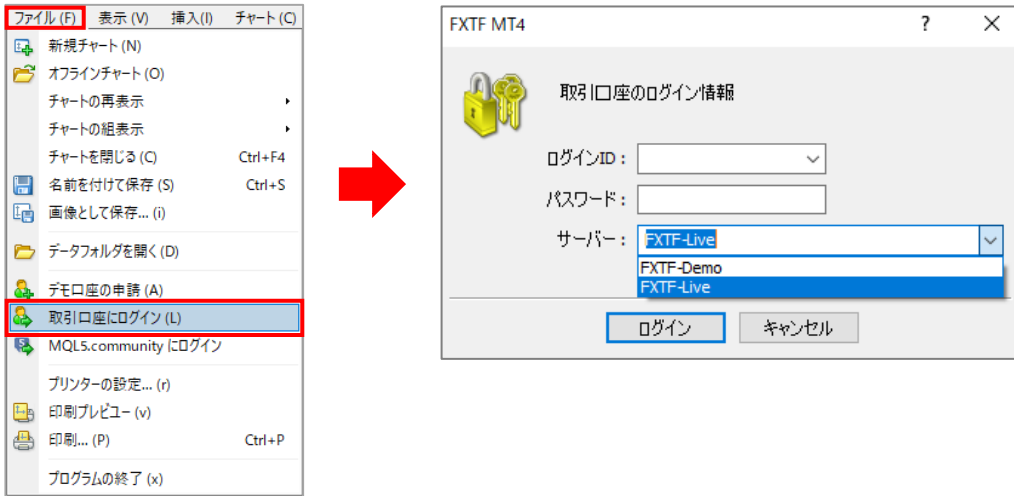 ファイル (F) 表示 (V) 挿入(I) チャート (C)
新規チャート (N)
オフラインチャート (O)
チャートの再表示
チャートの組表示
チャートを閉じる (C) Ctrl+F4
名前を付けて保存 (S) Ctrl+S
画像として保存... (i)
データフォルダを開く (D)
デモ口座の申請 (A)
取引口座にログイン (L)
MQL5.community にログイン
プリンターの設定... (r)
印刷プレビュー (v)
印刷... (P) Ctrl+P
プログラムの終了 (x)
FXTF MT4
取引口座のログイン情報
ログインID :
パスワード :
サーバー : FXTF-Live
FXTF-Demo
FXTF-Live
ログイン キャンセル